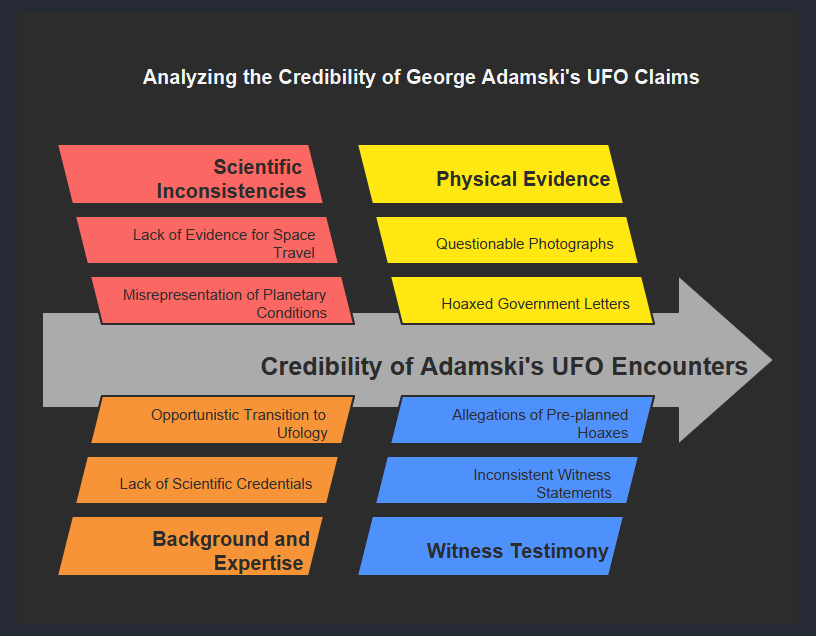 Analyzing the Credibility of George Adamski's UFO Claims
Scientific
Inconsistencies
Lack of Evidence for Space
Travel
Misrepresentation of Planetary
Conditions
Physical Evidence
Questionable Photographs
Hoaxed Government Letters
Credibility of Adamski's UFO Encounters
Opportunistic Transition to
Ufology
Lack of Scientific Credentials
Background and
Expertise
Allegations of Pre-planned
Hoaxes
Inconsistent Witness
Statements
Witness Testimony